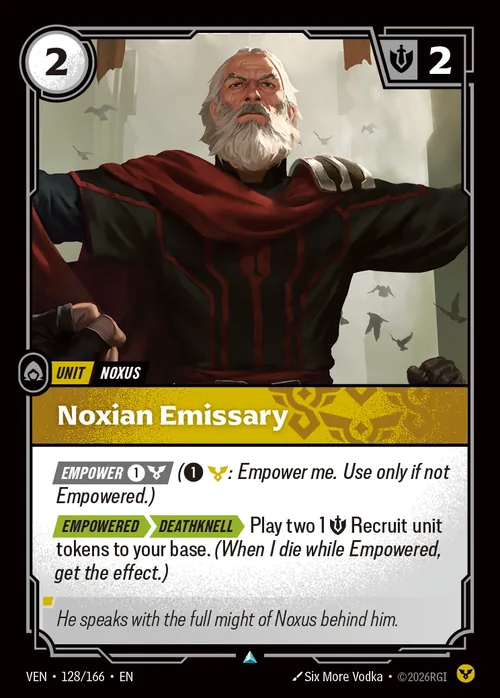 2
2
UNIT NOXUS
Noxian Emissary
EMPOWER 1 (1 : Empower me. Use only if not
Empowered.)
EMPOWERED DEATHKNELL Play two 1 Recruit unit
tokens to your base. (When I die while Empowered,
get the effect.)
He speaks with the full might of Noxus behind him.
VEN • 128/166 • EN
Six More Vodka • ©2026RGI